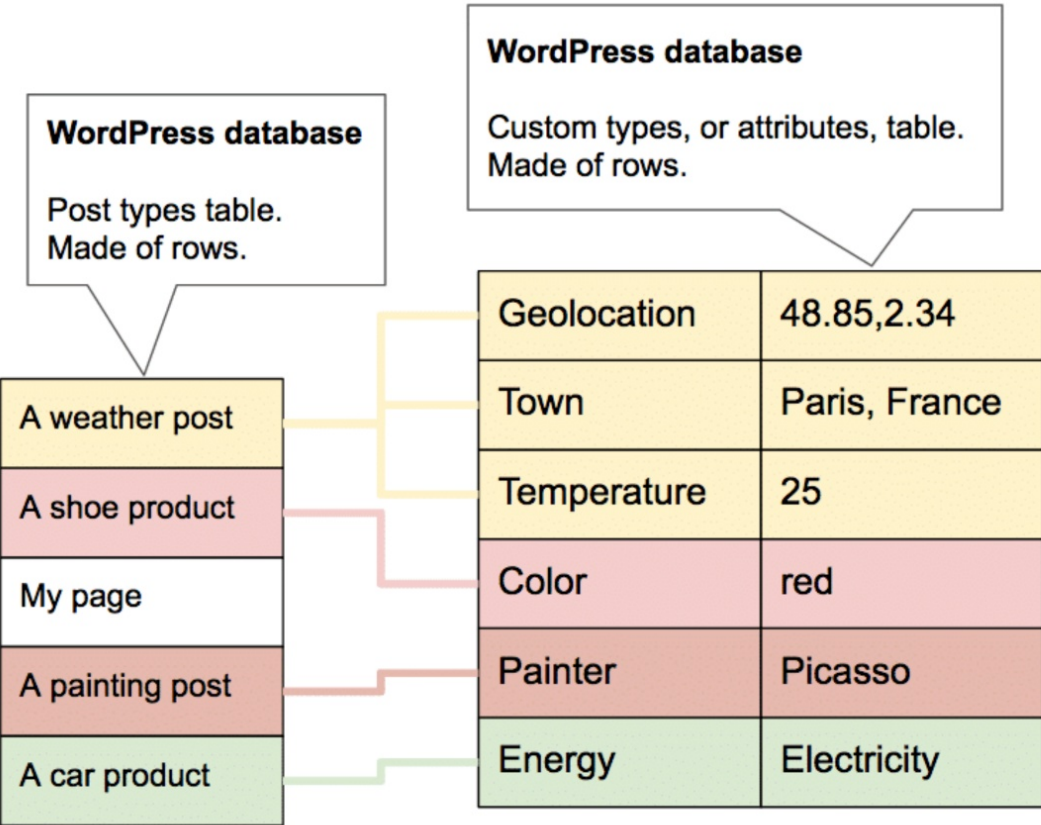 WordPress database
Post types table.
Made of rows.
WordPress database
Custom types, or attributes, table.
Made of rows.
A weather post
A shoe product
My page
A painting post
A car product
Geolocation 48.85,2.34
Town Paris, France
Temperature 25
Color red
Painter Picasso
Energy Electricity